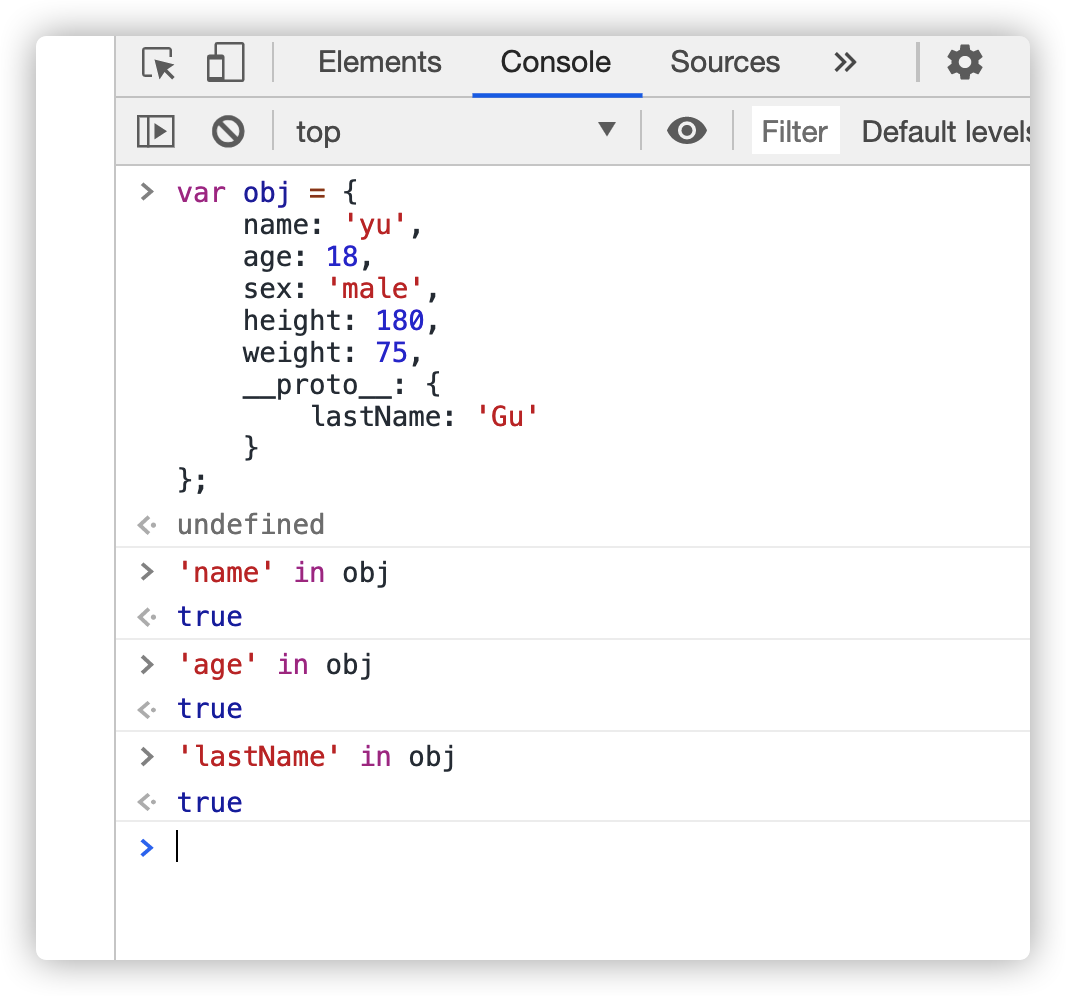 Elements Console Sources
top Filter Default levels
var obj = {
name: 'yu',
age: 18,
sex: 'male',
height: 180,
weight: 75,
__proto__: {
lastName: 'Gu'
}
};
undefined
'name' in obj
true
'age' in obj
true
'lastName' in obj
true